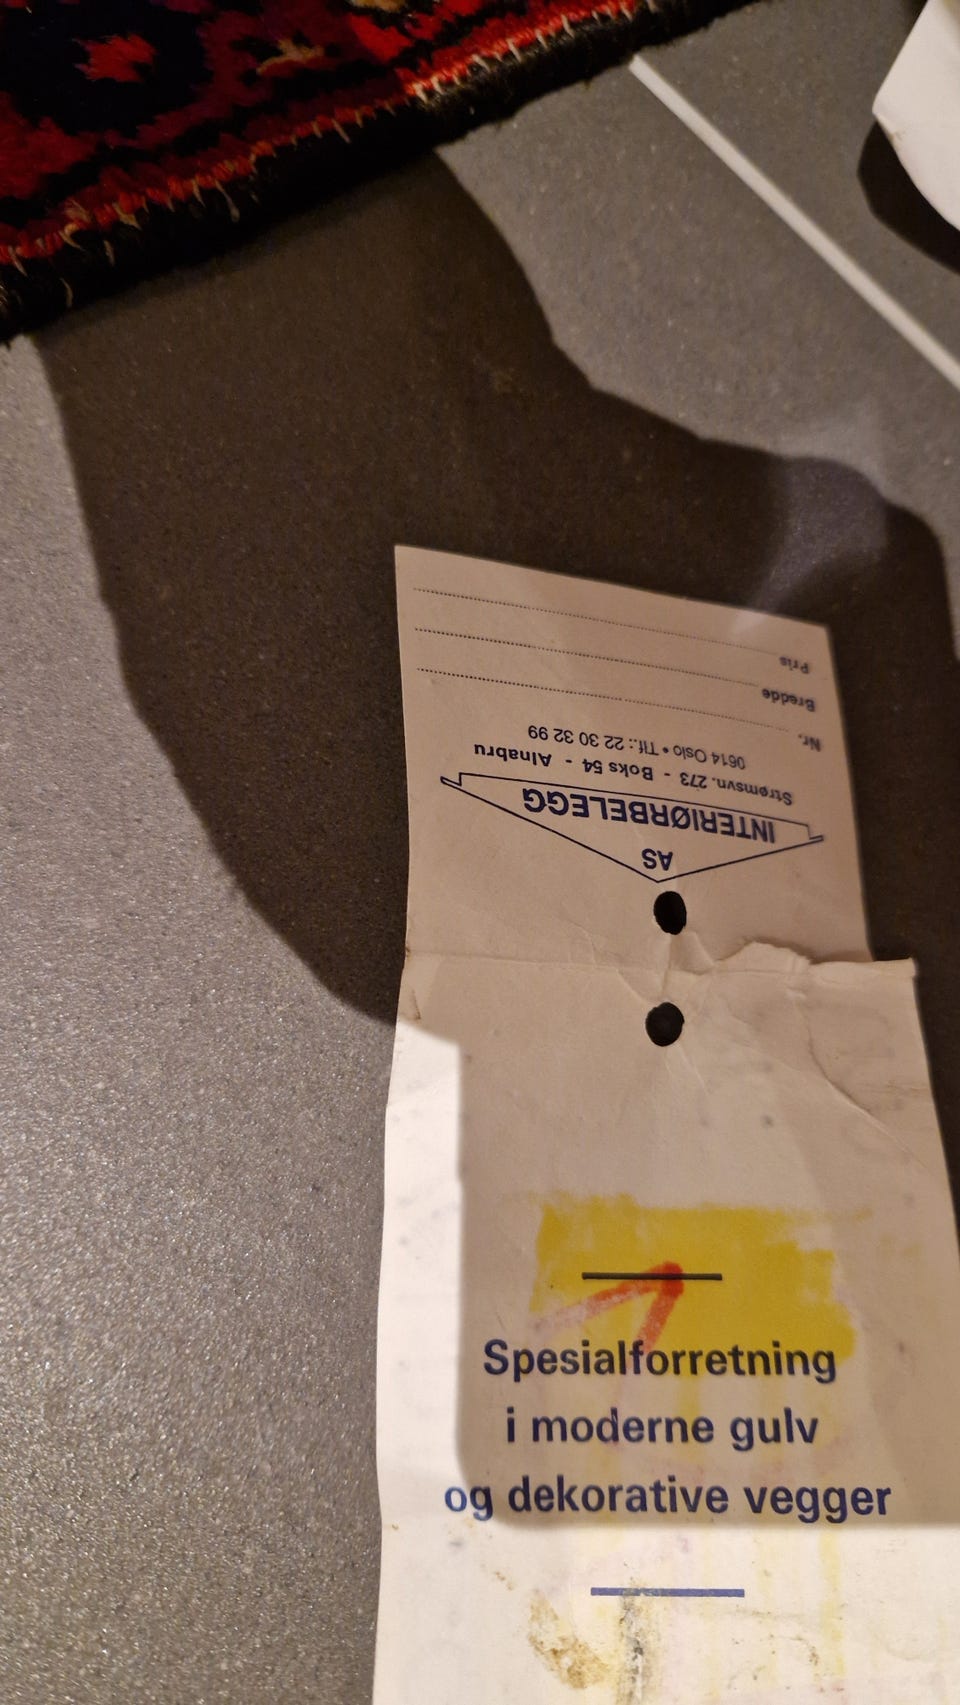 AS
INTERIØRBELEGG
Strømsvn. 273 - Boks 54 - Alnabru
0614 Oslo • Tlf.: 22 30 32 99
Nr.
Bredde
Pris
Spesialforretning
i moderne gulv
og dekorative vegger